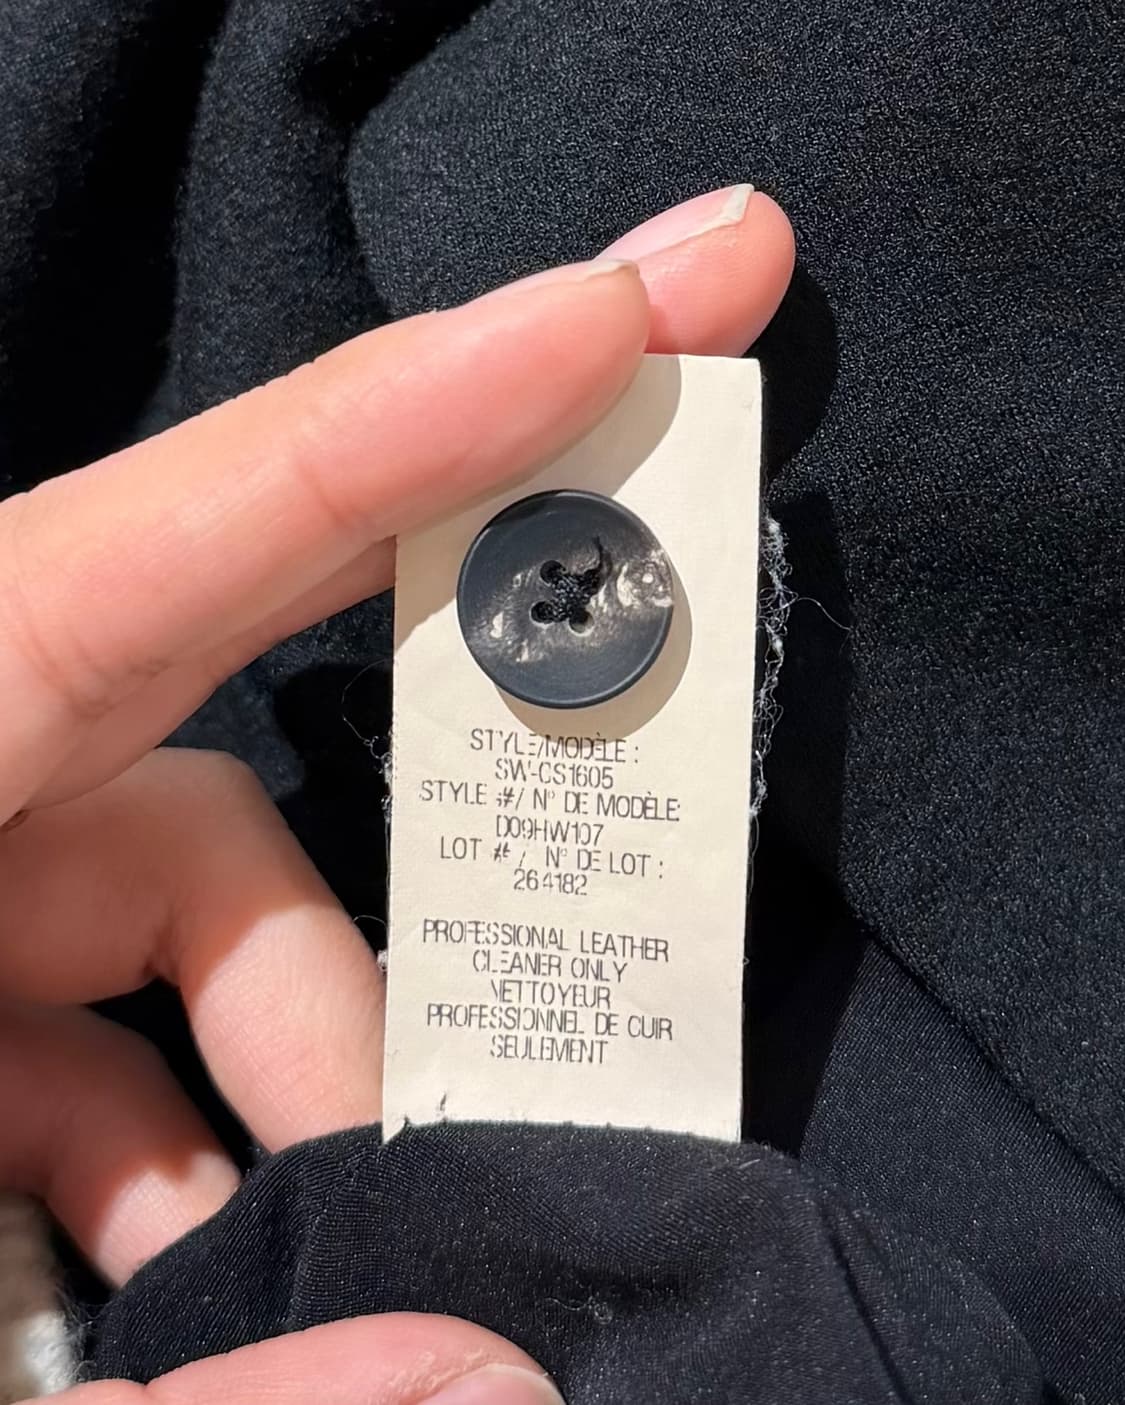 STYLE/MODÈLE :
SW-CS1605
STYLE #/ N° DE MODÈLE:
D09HW107
LOT # / N° DE LOT :
264182
PROFESSIONAL LEATHER
CLEANER ONLY
NETTOYEUR
PROFESSIONNEL DE CUIR
SEULEMENT